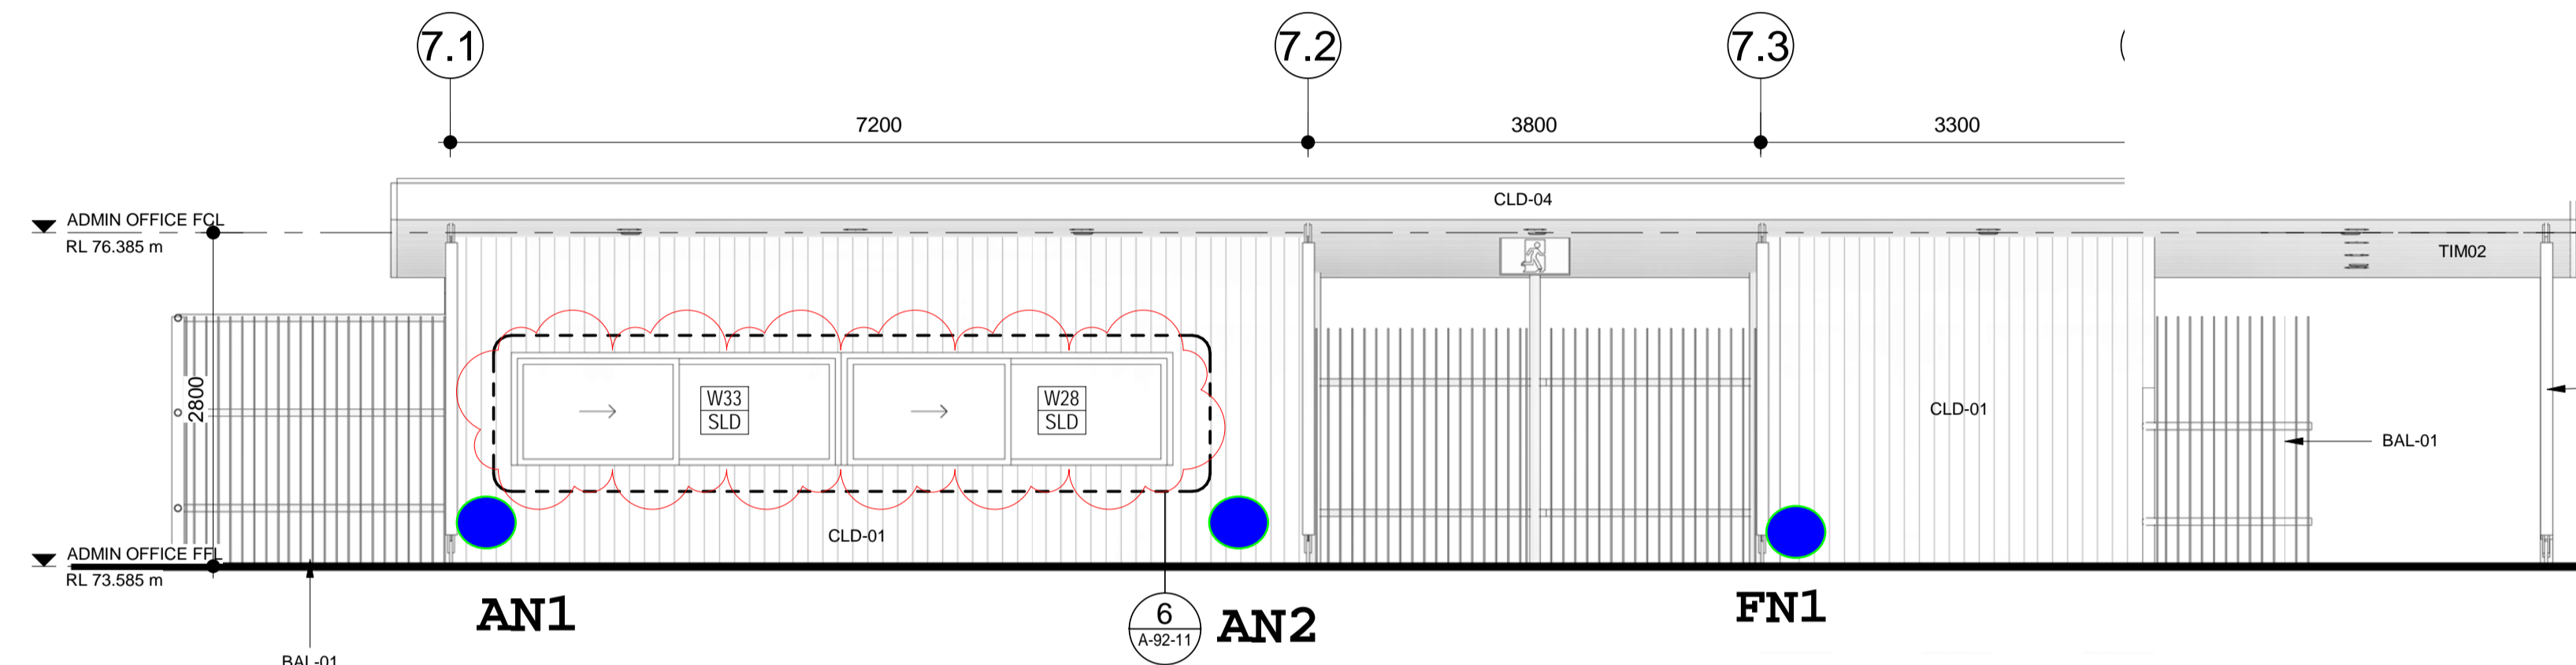 7.1
7.2
7.3
7200
3800
3300
CLD-04
ADMIN OFFICE FCL
RL 76.385 m
TIM02
2800
W33
SLD
W28
SLD
CLD-01
BAL-01
CLD-01
ADMIN OFFICE FFL
RL 73.585 m
AN1
6
A-92-11
AN2
FN1
BAL-01